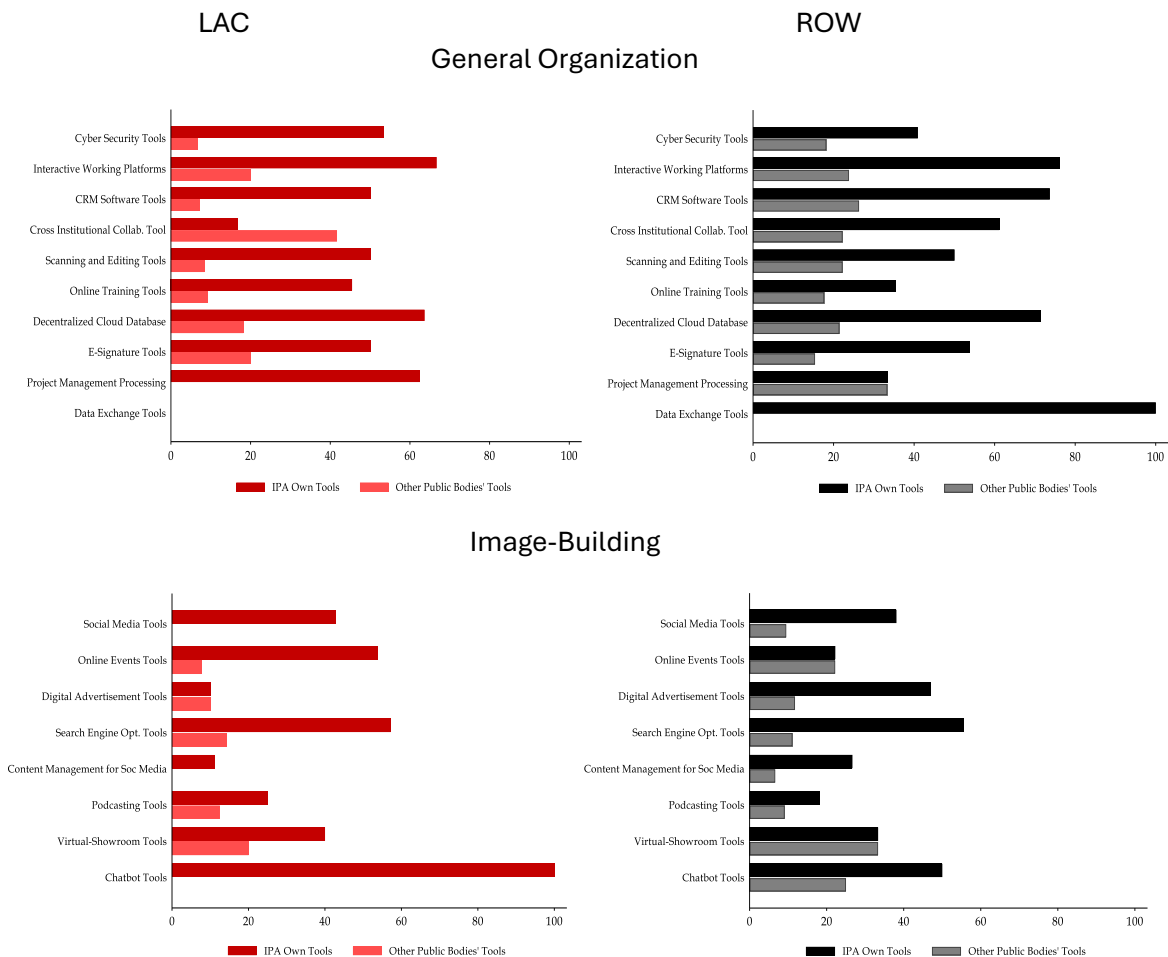 LAC
ROW
General Organization
Cyber Security Tools
Interactive Working Platforms
CRM Software Tools
Cross Institutional Collab. Tool
Scanning and Editing Tools
Online Training Tools
Decentralized Cloud Database
E-Signature Tools
Project Management Processing
Data Exchange Tools
0 20 40 60 80 100
IPA Own Tools Other Public Bodies' Tools
Cyber Security Tools
Interactive Working Platforms
CRM Software Tools
Cross Institutional Collab. Tool
Scanning and Editing Tools
Online Training Tools
Decentralized Cloud Database
E-Signature Tools
Project Management Processing
Data Exchange Tools
0 20 40 60 80 100
IPA Own Tools Other Public Bodies' Tools
Image-Building
Social Media Tools
Online Events Tools
Digital Advertisement Tools
Search Engine Opt. Tools
Content Management for Soc Media
Podcasting Tools
Virtual-Showroom Tools
Chatbot Tools
0 20 40 60 80 100
IPA Own Tools Other Public Bodies' Tools
Social Media Tools
Online Events Tools
Digital Advertisement Tools
Search Engine Opt. Tools
Content Management for Soc Media
Podcasting Tools
Virtual-Showroom Tools
Chatbot Tools
0 20 40 60 80 100
IPA Own Tools Other Public Bodies' Tools